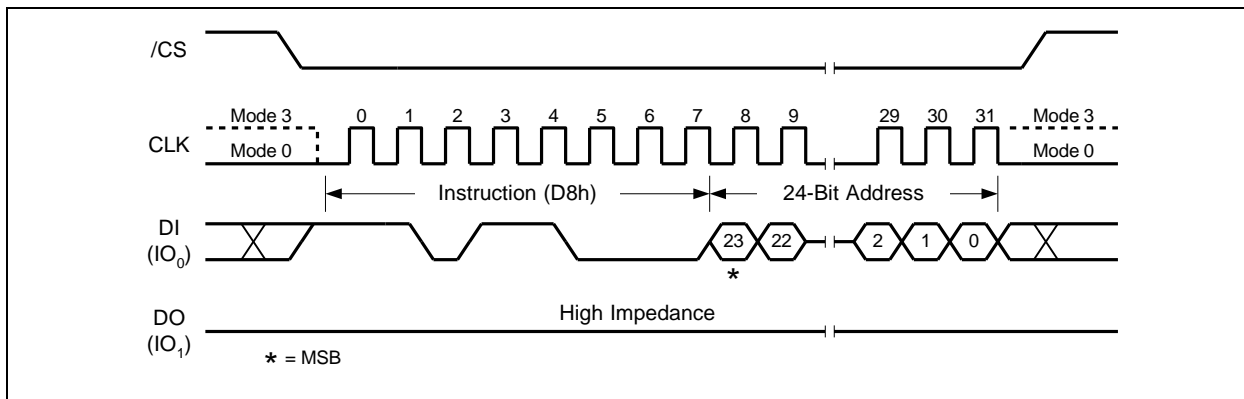 /CS
Mode 3 0 1 2 3 4 5 6 7 8 9 29 30 31 Mode 3
CLK
Mode 0 Mode 0
Instruction (D8h) 24-Bit Address
DI
(IO0)
23 22 2 1 0
*
DO
(IO1)
High Impedance
* = MSB